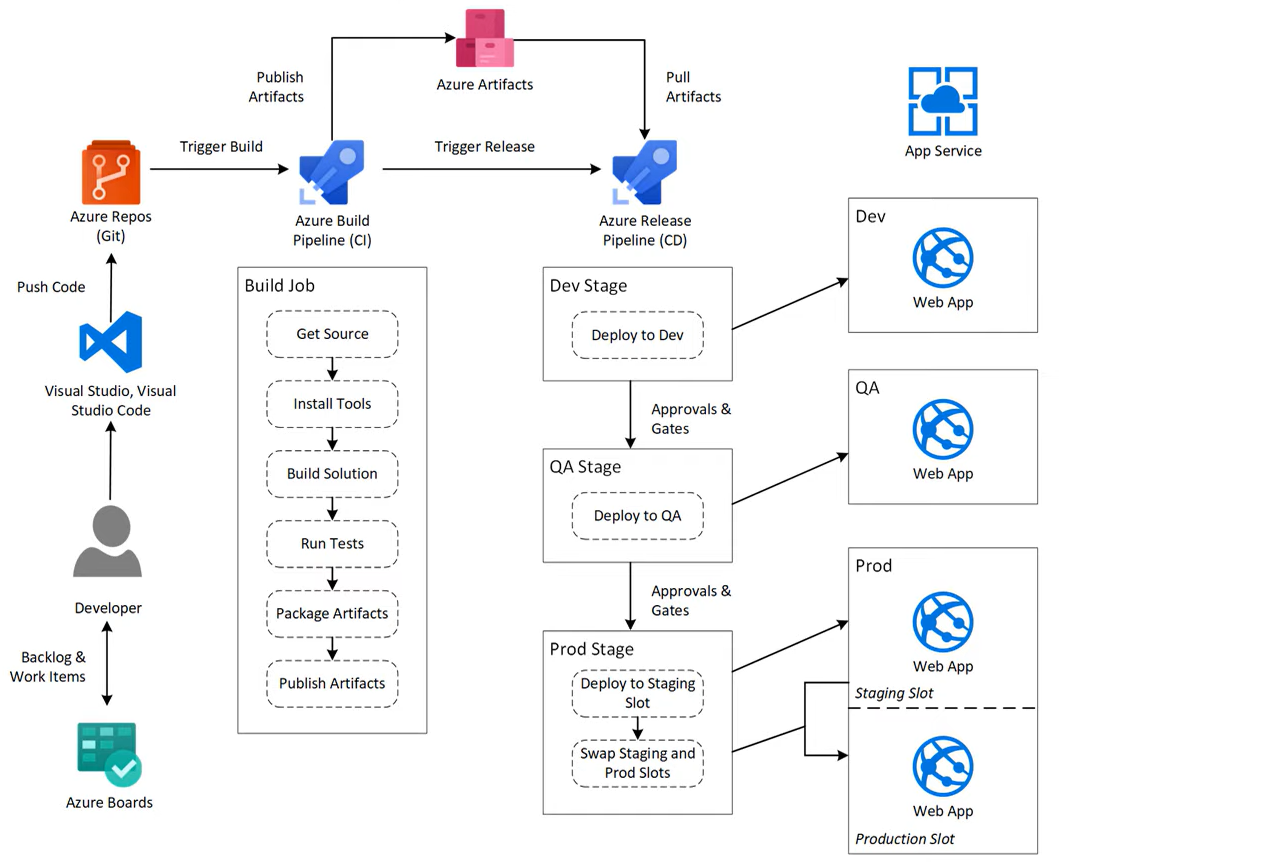 Publish
Artifacts
Azure Artifacts
Pull
Artifacts
App Service
Trigger Build
Trigger Release
Azure Repos
(Git)
Azure Build
Pipeline (CI)
Azure Release
Pipeline (CD)
Push Code
Visual Studio, Visual
Studio Code
Developer
Backlog &
Work Items
Azure Boards
Build Job
Get Source
Install Tools
Build Solution
Run Tests
Package Artifacts
Publish Artifacts
Dev Stage
Deploy to Dev
Approvals &
Gates
QA Stage
Deploy to QA
Approvals &
Gates
Prod Stage
Deploy to Staging
Slot
Swap Staging and
Prod Slots
Dev
Web App
QA
Web App
Prod
Web App
Staging Slot
Web App
Production Slot